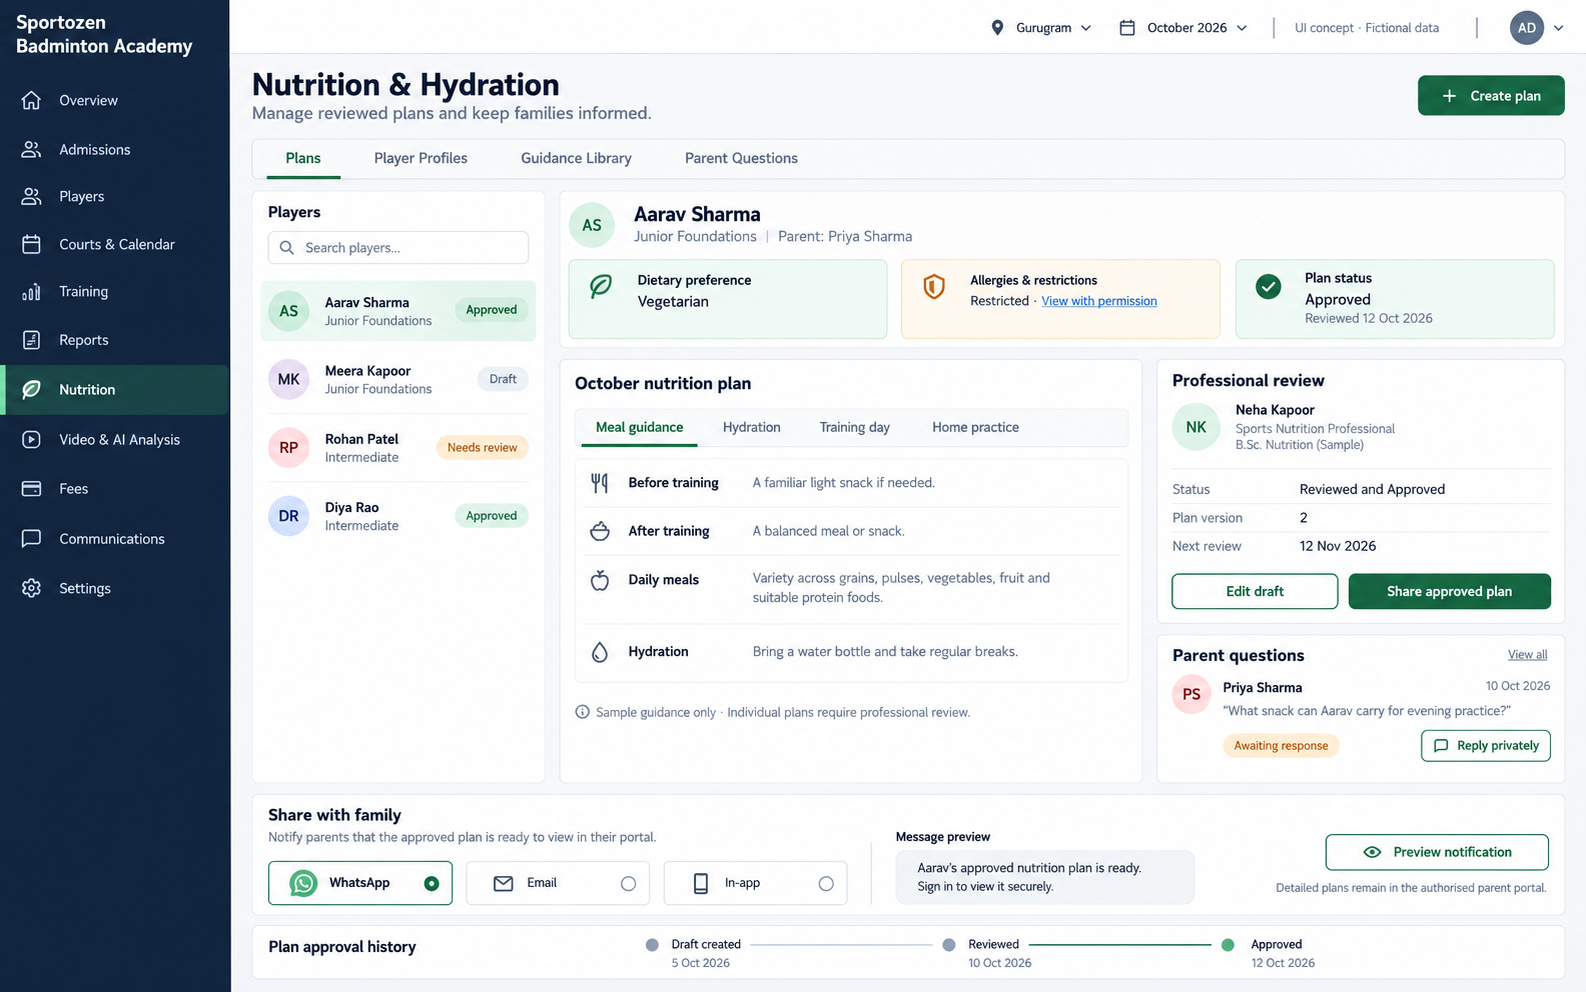 Sportozen
Badminton Academy
Overview
Admissions
Players
Courts & Calendar
Training
Reports
Nutrition
Video & AI Analysis
Fees
Communications
Settings
Gurugram
October 2026
UI concept · Fictional data
AD
Nutrition & Hydration
Manage reviewed plans and keep families informed.
+ Create plan
Plans
Player Profiles
Guidance Library
Parent Questions
Players
Search players...
AS
Aarav Sharma
Junior Foundations
Approved
MK
Meera Kapoor
Junior Foundations
Draft
RP
Rohan Patel
Intermediate
Needs review
DR
Diya Rao
Intermediate
Approved
AS
Aarav Sharma
Junior Foundations | Parent: Priya Sharma
Dietary preference
Vegetarian
Allergies & restrictions
Restricted · View with permission
Plan status
Approved
Reviewed 12 Oct 2026
October nutrition plan
Meal guidance
Hydration
Training day
Home practice
Before training
A familiar light snack if needed.
After training
A balanced meal or snack.
Daily meals
Variety across grains, pulses, vegetables, fruit and
suitable protein foods.
Hydration
Bring a water bottle and take regular breaks.
Sample guidance only · Individual plans require professional review.
Professional review
NK
Neha Kapoor
Sports Nutrition Professional
B.Sc. Nutrition (Sample)
Status
Reviewed and Approved
Plan version
2
Next review
12 Nov 2026
Edit draft
Share approved plan
Parent questions
View all
PS
Priya Sharma
10 Oct 2026
“What snack can Aarav carry for evening practice?”
Awaiting response
Reply privately
Share with family
Notify parents that the approved plan is ready to view in their portal.
WhatsApp
Email
In-app
Message preview
Aarav’s approved nutrition plan is ready.
Sign in to view it securely.
Preview notification
Detailed plans remain in the authorised parent portal.
Plan approval history
Draft created
5 Oct 2026
Reviewed
10 Oct 2026
Approved
12 Oct 2026